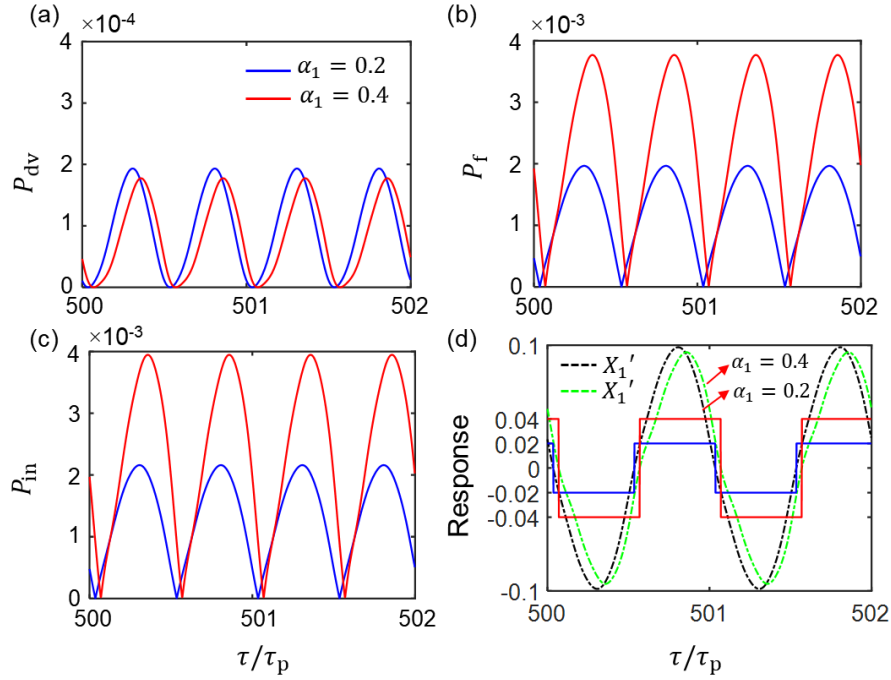 (a) ×10⁻⁴
4
3
2
1
0
P_dv
α₁ = 0.2
α₁ = 0.4
500 501 502
(b) ×10⁻³
4
3
2
1
0
P_f
500 501 502
(c) ×10⁻³
4
3
2
1
0
P_in
500 501 502
τ/τ_p
(d)
0.1
0.04
0.02
0
-0.02
-0.04
-0.1
Response
X₁′ α₁ = 0.4
X₁′ α₁ = 0.2
500 501 502
τ/τ_p